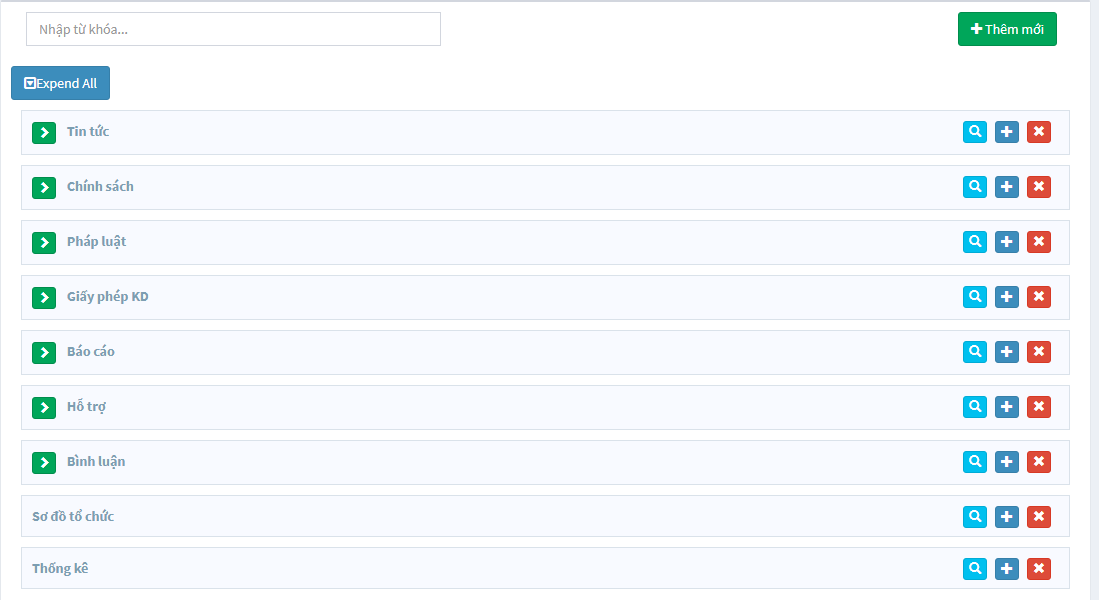 Nhập từ khóa...
Thêm mới
Expend All
Tin tức
Chính sách
Pháp luật
Giấy phép KD
Báo cáo
Hỗ trợ
Bình luận
Sơ đồ tổ chức
Thống kê